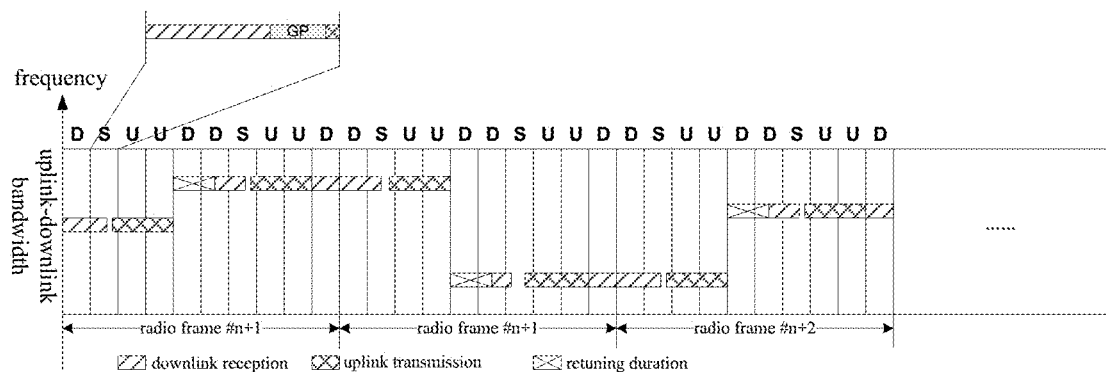 GP
frequency
D S U U D D S U U D D S U U D D S U U D D S U U D D S U U D
uplink-downlink
bandwidth
......
radio frame #n+1 radio frame #n+1 radio frame #n+2
downlink reception uplink transmission retuning duration